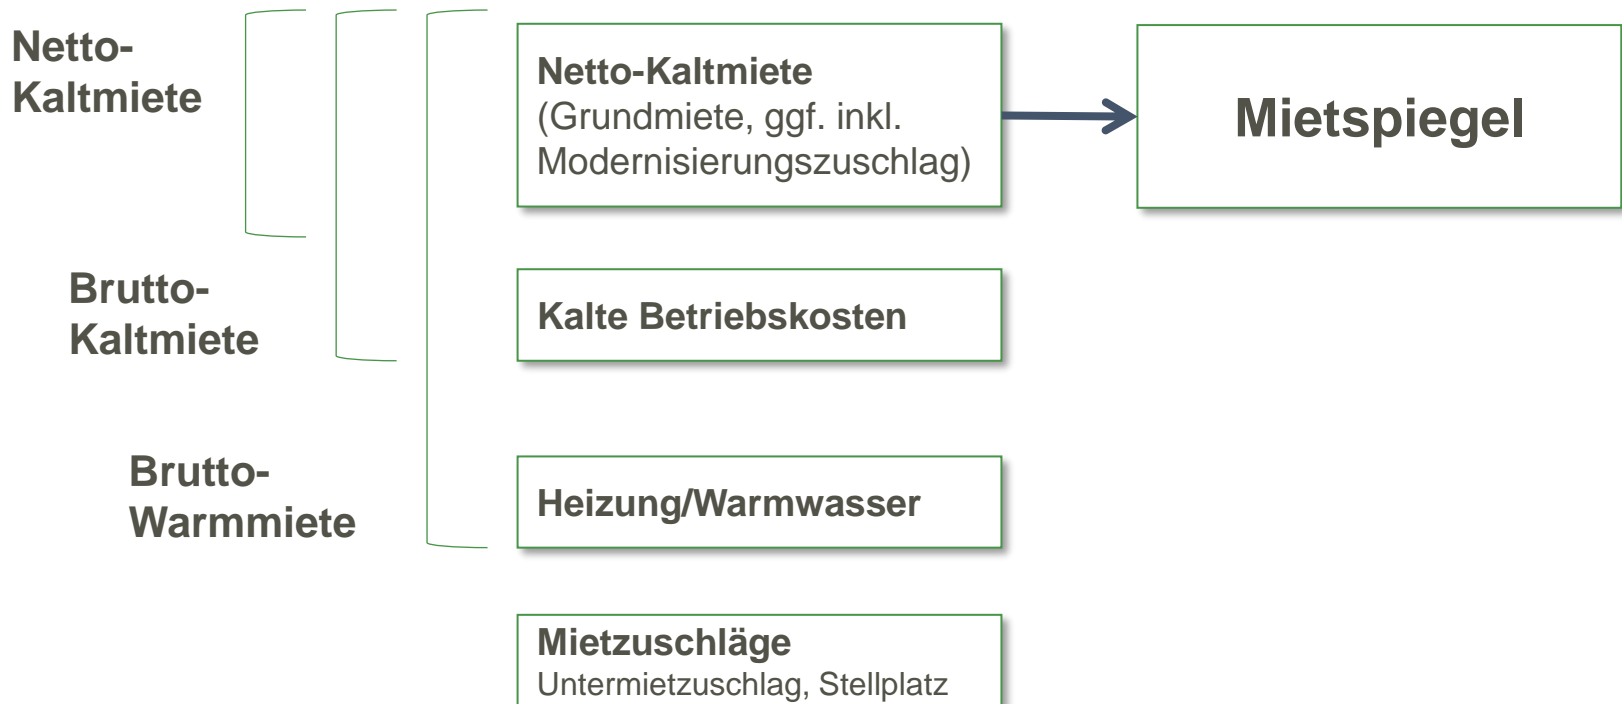 Netto-
Kaltmiete
Netto-Kaltmiete
(Grundmiete, ggf. inkl.
Modernisierungszuschlag)
Mietspiegel
Brutto-
Kaltmiete
Kalte Betriebskosten
Brutto-
Warmmiete
Heizung/Warmwasser
Mietzuschläge
Untermietzuschlag, Stellplatz